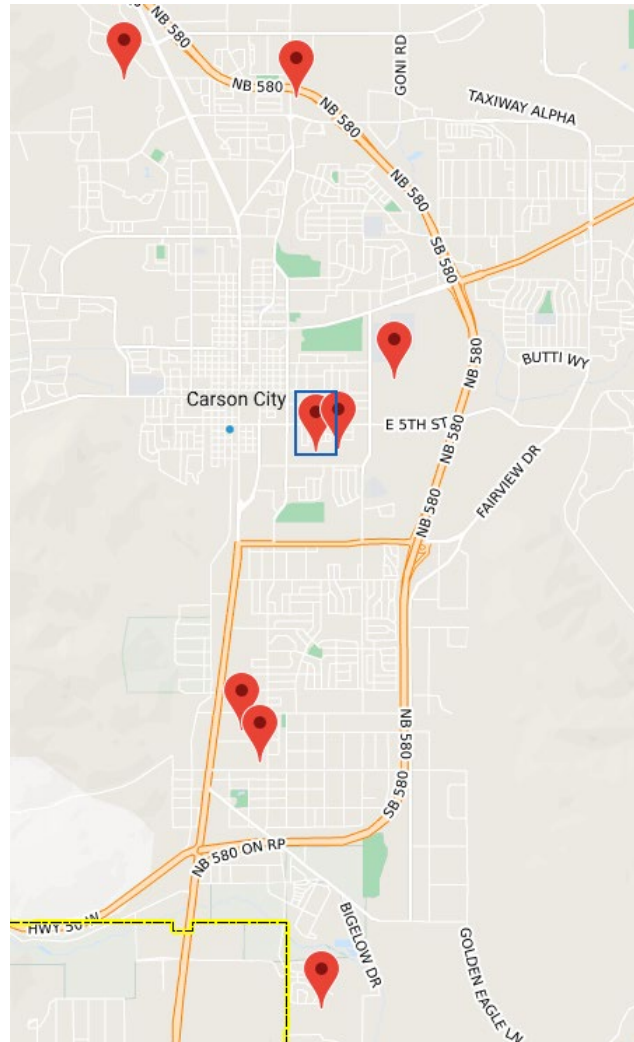 NB 580
NB 580
NB 580
GONI RD
TAXIWAY ALPHA
NB 580
SB 580
NB 580
BUTTI WY
Carson City
E 5TH ST
NB 580
FAIRVIEW DR
NB 580
NB 580
SB 580
NB 580 ON RP
HWY 50 W
BIGELOW DR
GOLDEN EAGLE LN